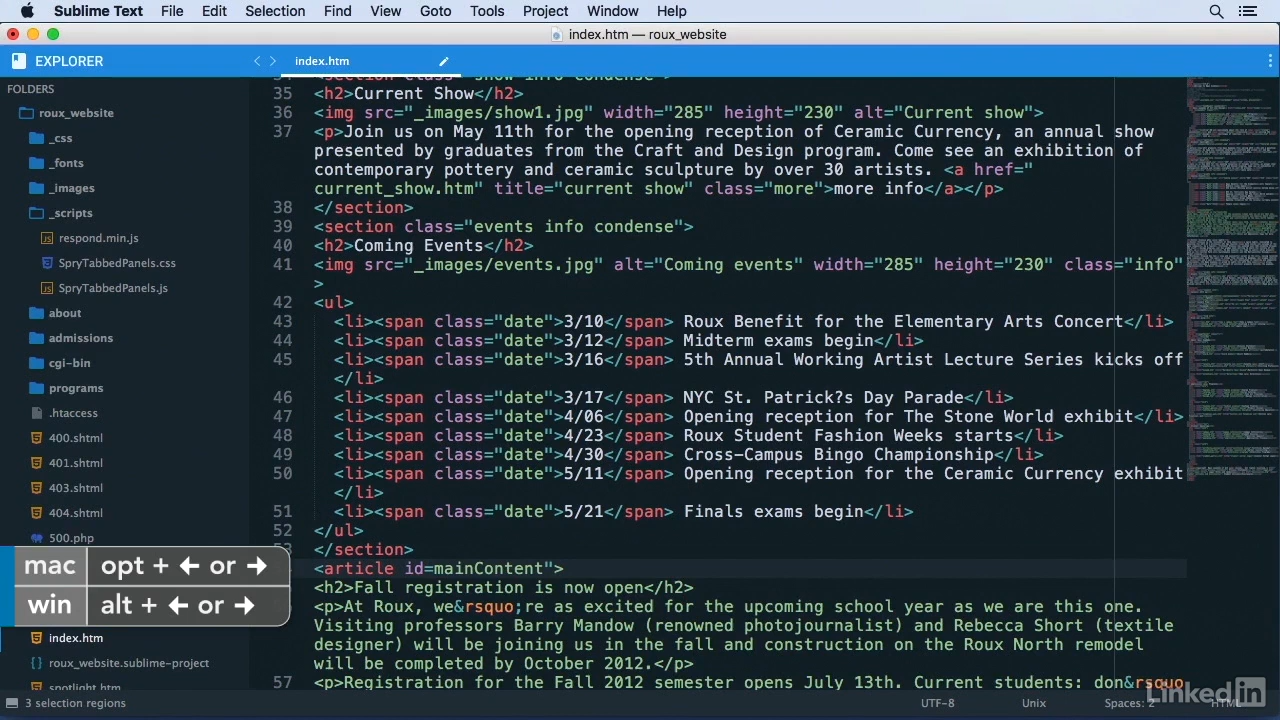 Sublime Text File Edit Selection Find View Goto Tools Project Window Help
index.htm — roux_website
EXPLORER
index.htm
FOLDERS
roux_website
_css
_fonts
_images
_scripts
respond.min.js
SpryTabbedPanels.css
SpryTabbedPanels.js
about
admissions
cgi-bin
programs
.htaccess
400.shtml
401.shtml
403.shtml
404.shtml
500.php
index.htm
roux_website.sublime-project
spotlight.htm
35 <h2>Current Show</h2>
36 <img src="_images/current.jpg" width="285" height="230" alt="Current show">
37 <p>Join us on May 11th for the opening reception of Ceramic Currency, an annual show
presented by graduates from the Craft and Design program. Come see an exhibition of
contemporary pottery and ceramic sculpture by over 30 artists. <a href="
current_show.htm" title="current show" class="more">more info</a></p>
38 </section>
39 <section class="events info condense">
40 <h2>Coming Events</h2>
41 <img src="_images/events.jpg" alt="Coming events" width="285" height="230" class="info"
>
42 <ul>
43 <li><span class="date">3/10</span> Roux Benefit for the Elementary Arts Concert</li>
44 <li><span class="date">3/12</span> Midterm exams begin</li>
45 <li><span class="date">3/16</span> 5th Annual Working Artist Lecture Series kicks off
</li>
46 <li><span class="date">3/17</span> NYC St. Patrick?s Day Parade</li>
47 <li><span class="date">4/06</span> Opening reception for The Moon World exhibit</li>
48 <li><span class="date">4/23</span> Roux Student Fashion Week starts</li>
49 <li><span class="date">4/30</span> Cross-Campus Bingo Championship</li>
50 <li><span class="date">5/11</span> Opening reception for the Ceramic Currency exhibit
</li>
51 <li><span class="date">5/21</span> Finals exams begin</li>
52 </ul>
</section>
<article id=mainContent">
<h2>Fall registration is now open</h2>
<p>At Roux, we&rsquo;re as excited for the upcoming school year as we are this one.
Visiting professors Barry Mandow (renowned photojournalist) and Rebecca Short (textile
designer) will be joining us in the fall and construction on the Roux North remodel
will be completed by October 2012.</p>
57 <p>Registration for the Fall 2012 semester opens July 13th. Current students: don&rsquo
mac opt + ← or →
win alt + ← or →
3 selection regions
UTF-8 Unix Spaces: 2 HTML
LinkedIn